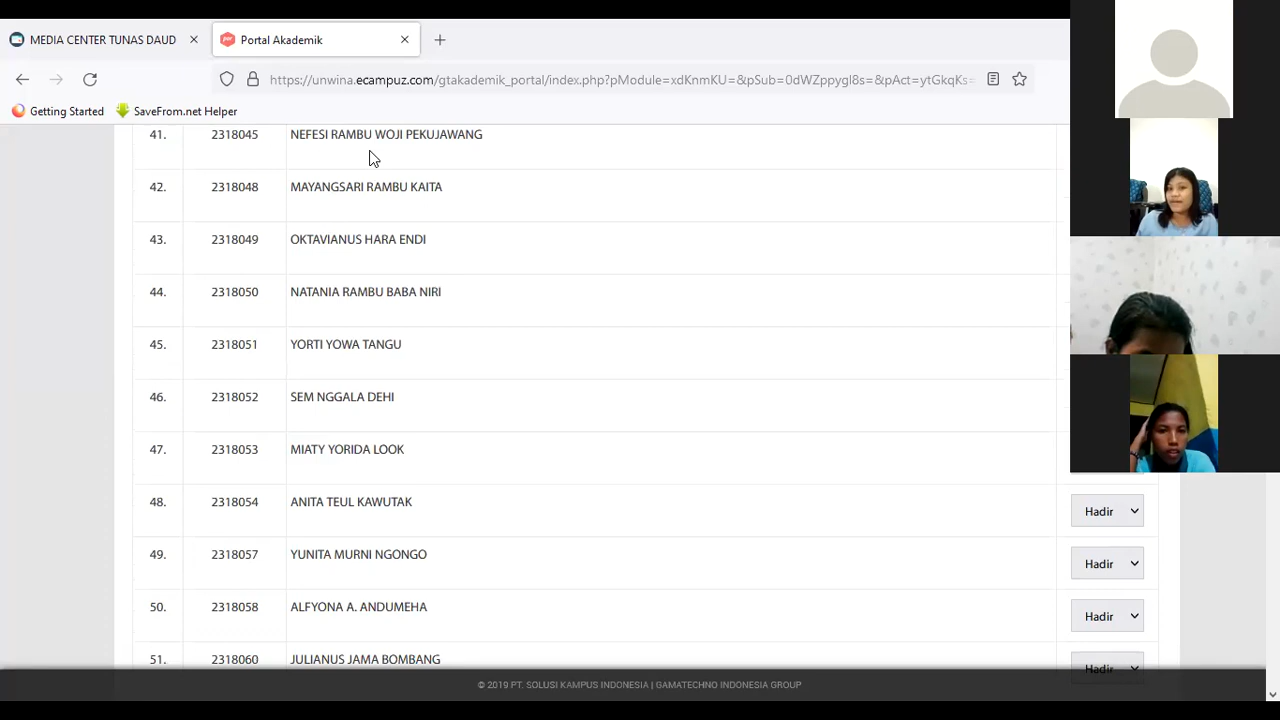 MEDIA CENTER TUNAS DAUD
Portal Akademik
https://unwina.ecampuz.com/gtakademik_portal/index.php?pModule=xdKnmKU=&pSub=0dWZppygl8s=&pAct=ytGkqKs=
Getting Started
SaveFrom.net Helper
41. 2318045 NEFESI RAMBU WOJI PEKUJAWANG
42. 2318048 MAYANGSARI RAMBU KAITA
43. 2318049 OKTAVIANUS HARA ENDI
44. 2318050 NATANIA RAMBU BABA NIRI
45. 2318051 YORTI YOWA TANGU
46. 2318052 SEM NGGALA DEHI
47. 2318053 MIATY YORIDA LOOK
48. 2318054 ANITA TEUL KAWUTAK Hadir
49. 2318057 YUNITA MURNI NGONGO Hadir
50. 2318058 ALFYONA A. ANDUMEHA Hadir
51. 2318060 JULIANUS JAMA BOMBANG Hadir
© 2019 PT. SOLUSI KAMPUS INDONESIA | GAMATECHNO INDONESIA GROUP